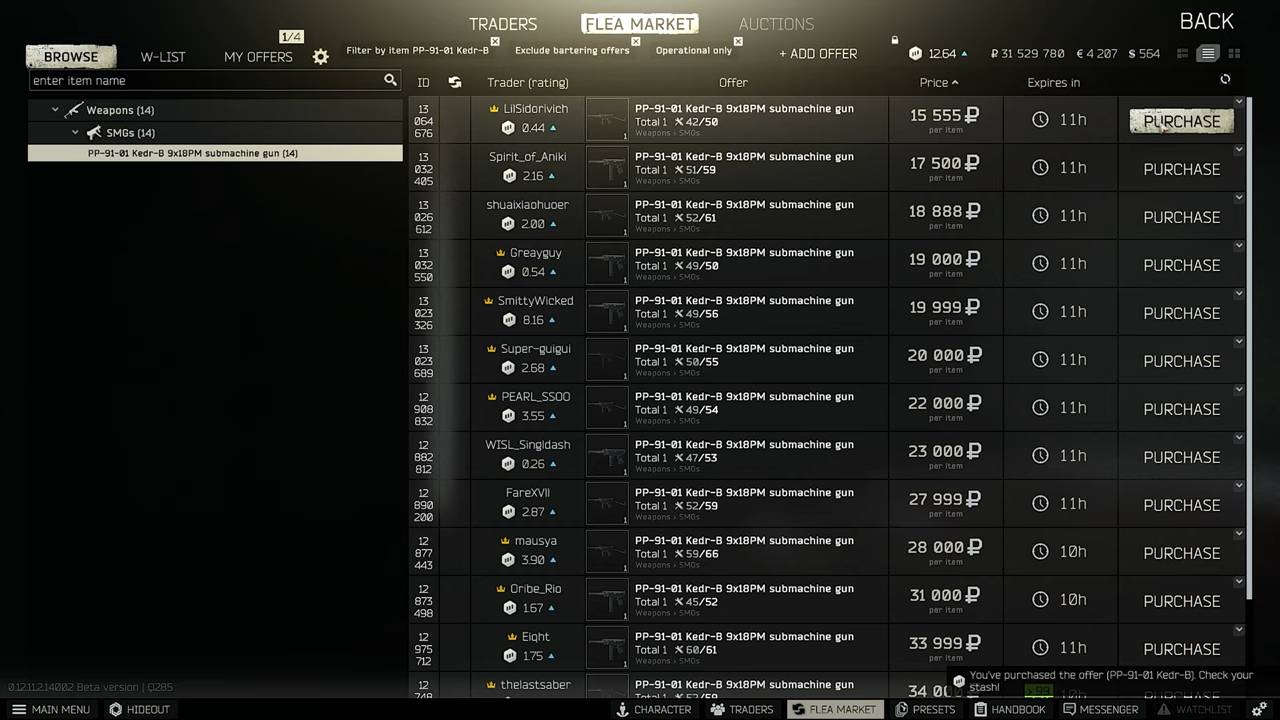 TRADERS FLEA MARKET AUCTIONS BACK
1/4
BROWSE W-LIST MY OFFERS Filter by item PP-91-01 Kedr-B Exclude bartering offers Operational only + ADD OFFER 12.64 ₽ 31 529 780 € 4 207 $ 564
enter item name ID Trader (rating) Offer Price Expires in
Weapons (14)
SMGs (14)
PP-91-01 Kedr-B 9x18PM submachine gun (14)
13 064 676 LilSidorivich 0.44 1 PP-91-01 Kedr-B 9x18PM submachine gun Total 1 42/50 Weapons > SMGs 15 555 ₽ per item 11h PURCHASE
13 032 405 Spirit_of_Aniki 2.16 1 PP-91-01 Kedr-B 9x18PM submachine gun Total 1 51/59 Weapons > SMGs 17 500 ₽ per item 11h PURCHASE
13 026 612 shuaixiaohuoer 2.00 1 PP-91-01 Kedr-B 9x18PM submachine gun Total 1 52/61 Weapons > SMGs 18 888 ₽ per item 11h PURCHASE
13 032 550 Greayguy 0.54 1 PP-91-01 Kedr-B 9x18PM submachine gun Total 1 49/50 Weapons > SMGs 19 000 ₽ per item 11h PURCHASE
13 023 326 SmittyWicked 8.16 1 PP-91-01 Kedr-B 9x18PM submachine gun Total 1 49/56 Weapons > SMGs 19 999 ₽ per item 11h PURCHASE
13 023 689 Super-guigui 2.68 1 PP-91-01 Kedr-B 9x18PM submachine gun Total 1 50/55 Weapons > SMGs 20 000 ₽ per item 11h PURCHASE
12 908 832 PEARL_SSOO 3.55 1 PP-91-01 Kedr-B 9x18PM submachine gun Total 1 49/54 Weapons > SMGs 22 000 ₽ per item 11h PURCHASE
12 882 812 WISL_Singldash 0.26 1 PP-91-01 Kedr-B 9x18PM submachine gun Total 1 47/53 Weapons > SMGs 23 000 ₽ per item 11h PURCHASE
12 890 200 FareXVII 2.87 1 PP-91-01 Kedr-B 9x18PM submachine gun Total 1 52/59 Weapons > SMGs 27 999 ₽ per item 11h PURCHASE
12 877 443 mausya 3.90 1 PP-91-01 Kedr-B 9x18PM submachine gun Total 1 59/66 Weapons > SMGs 28 000 ₽ per item 10h PURCHASE
12 873 498 Oribe_Rio 1.67 1 PP-91-01 Kedr-B 9x18PM submachine gun Total 1 45/52 Weapons > SMGs 31 000 ₽ per item 10h PURCHASE
12 975 712 Eiqht 1.75 1 PP-91-01 Kedr-B 9x18PM submachine gun Total 1 60/61 Weapons > SMGs 33 999 ₽ per item 11h PURCHASE
12 thelastsaber PP-91-01 Kedr-B 9x18PM submachine gun
You've purchased the offer (PP-91-01 Kedr-B). Check your
stash!
0.12.11.2.14002 Beta version | Q285
MAIN MENU HIDEOUT CHARACTER TRADERS FLEA MARKET PRESETS HANDBOOK MESSENGER WATCHLIST